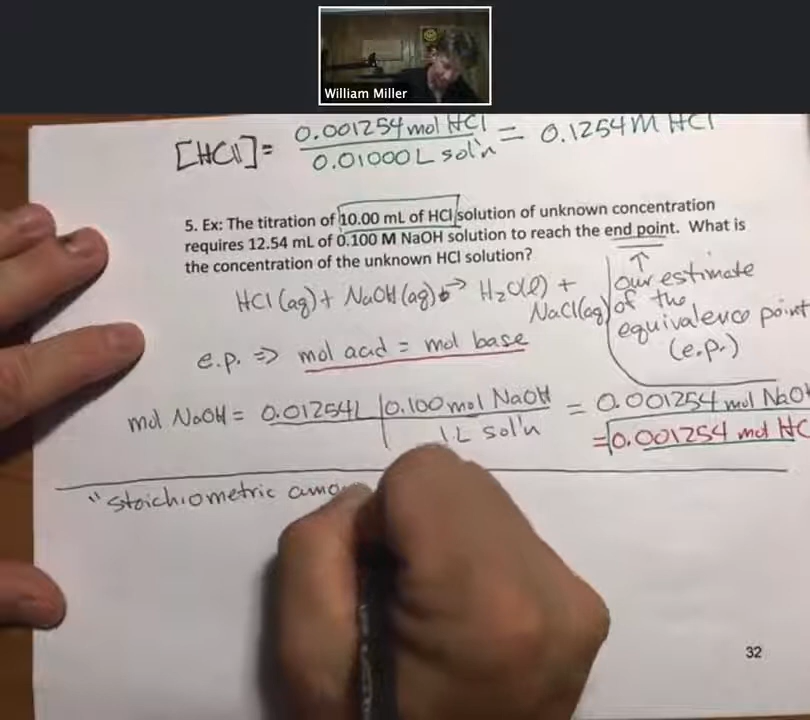 William Miller
[HCl] = 0.001254 mol HCl / 0.01000 L sol'n = 0.1254 M HCl
5. Ex: The titration of 10.00 mL of HCl solution of unknown concentration
requires 12.54 mL of 0.100 M NaOH solution to reach the end point. What is
the concentration of the unknown HCl solution?
HCl(aq) + NaOH(aq) → H₂O(l) +
NaCl(aq)
↑
our estimate
of the
equivalence point
(e.p.)
e.p. ⇒ mol acid = mol base
mol NaOH = 0.01254L | 0.100 mol NaOH / 1 L sol'n = 0.001254 mol NaO
= 0.001254 mol HC
"stoichiometric amo
32